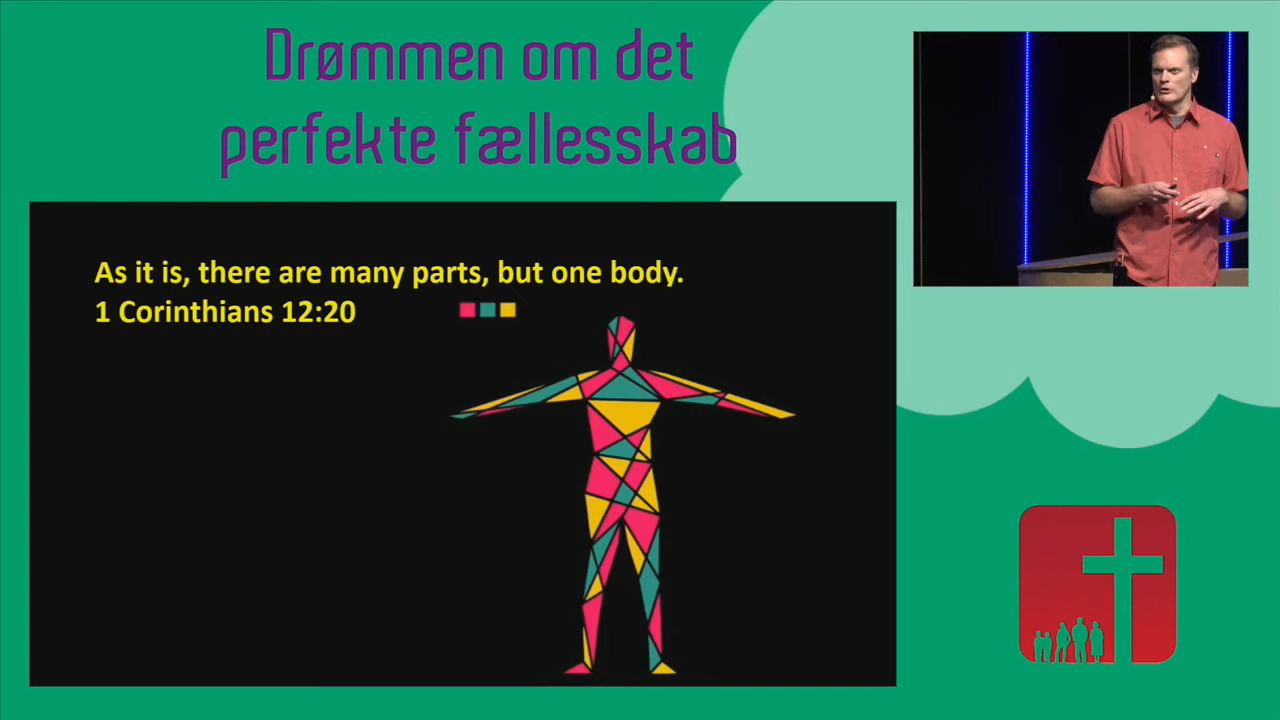 Drømmen om det
perfekte fællesskab
As it is, there are many parts, but one body.
1 Corinthians 12:20